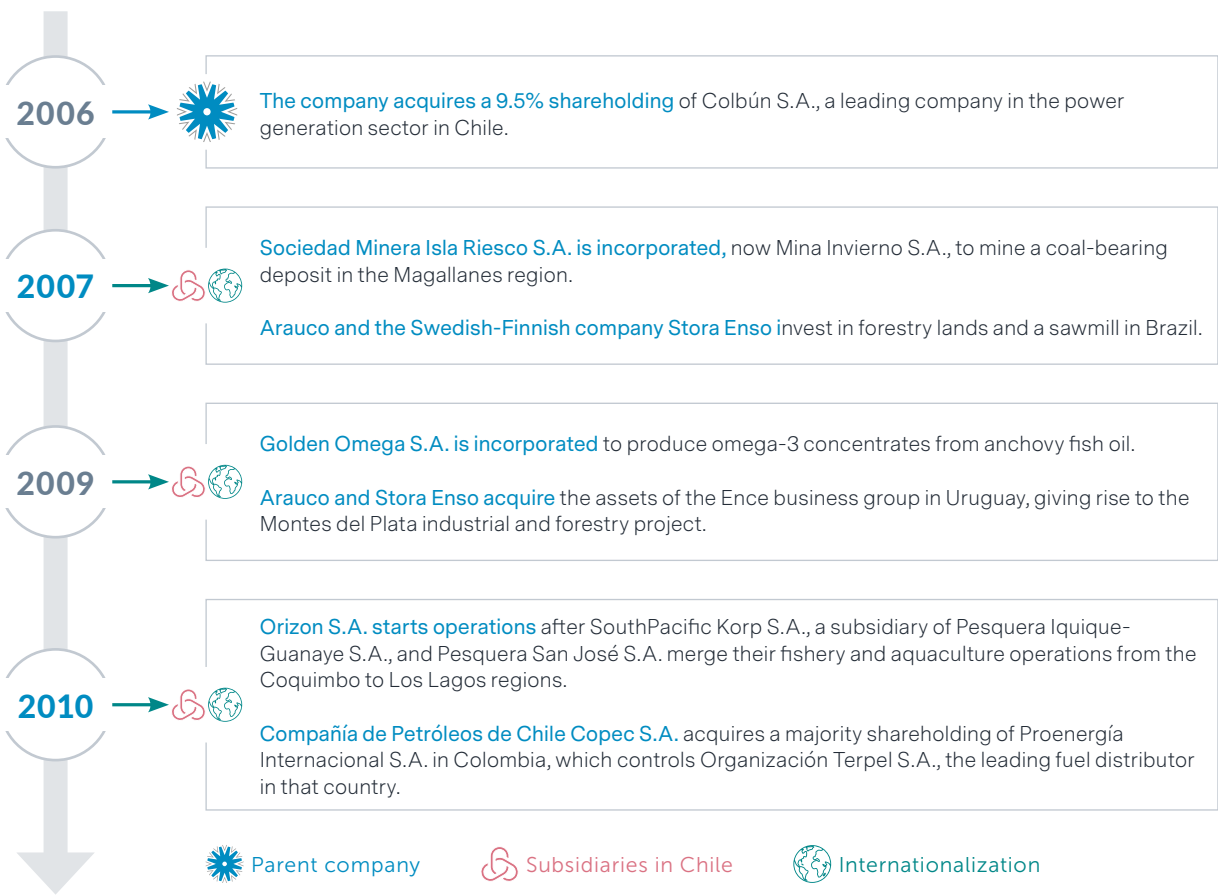 2006
The company acquires a 9.5% shareholding of Colbún S.A., a leading company in the power
generation sector in Chile.
2007
Sociedad Minera Isla Riesco S.A. is incorporated, now Mina Invierno S.A., to mine a coal-bearing
deposit in the Magallanes region.
Arauco and the Swedish-Finnish company Stora Enso invest in forestry lands and a sawmill in Brazil.
2009
Golden Omega S.A. is incorporated to produce omega-3 concentrates from anchovy fish oil.
Arauco and Stora Enso acquire the assets of the Ence business group in Uruguay, giving rise to the
Montes del Plata industrial and forestry project.
2010
Orizon S.A. starts operations after SouthPacific Korp S.A., a subsidiary of Pesquera Iquique-
Guanaye S.A., and Pesquera San José S.A. merge their fishery and aquaculture operations from the
Coquimbo to Los Lagos regions.
Compañía de Petróleos de Chile Copec S.A. acquires a majority shareholding of Proenergía
Internacional S.A. in Colombia, which controls Organización Terpel S.A., the leading fuel distributor
in that country.
Parent company
Subsidiaries in Chile
Internationalization